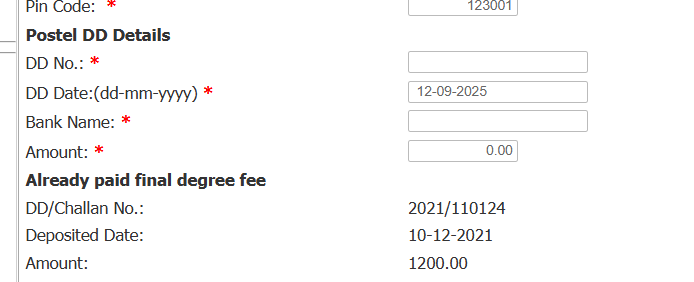 Pin Code: * 123001
Postel DD Details
DD No.: *
DD Date:(dd-mm-yyyy) * 12-09-2025
Bank Name: *
Amount: * 0.00
Already paid final degree fee
DD/Challan No.: 2021/110124
Deposited Date: 10-12-2021
Amount: 1200.00